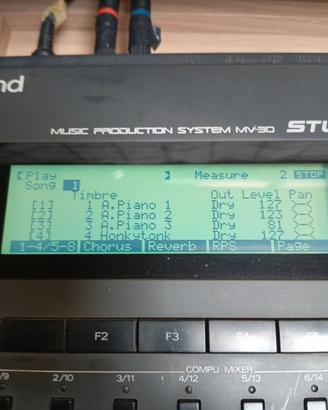 nd
MUSIC PRODUCTION SYSTEM MV-30 STU
[Play ] Measure 2 STOP
Song 1
Timbre Out Level Pan
[1] 1 A.Piano 1 Dry 127
[2] 2 A.Piano 2 Dry 123
[3] 3 A.Piano 3 Dry 81
[4] 4 Honkytonk Dry 127
1-4/5-8 Chorus Reverb RPS Page
F2 F3
COMPU MIXER
/9 2/10 3/11 4/12 5/13 6/14